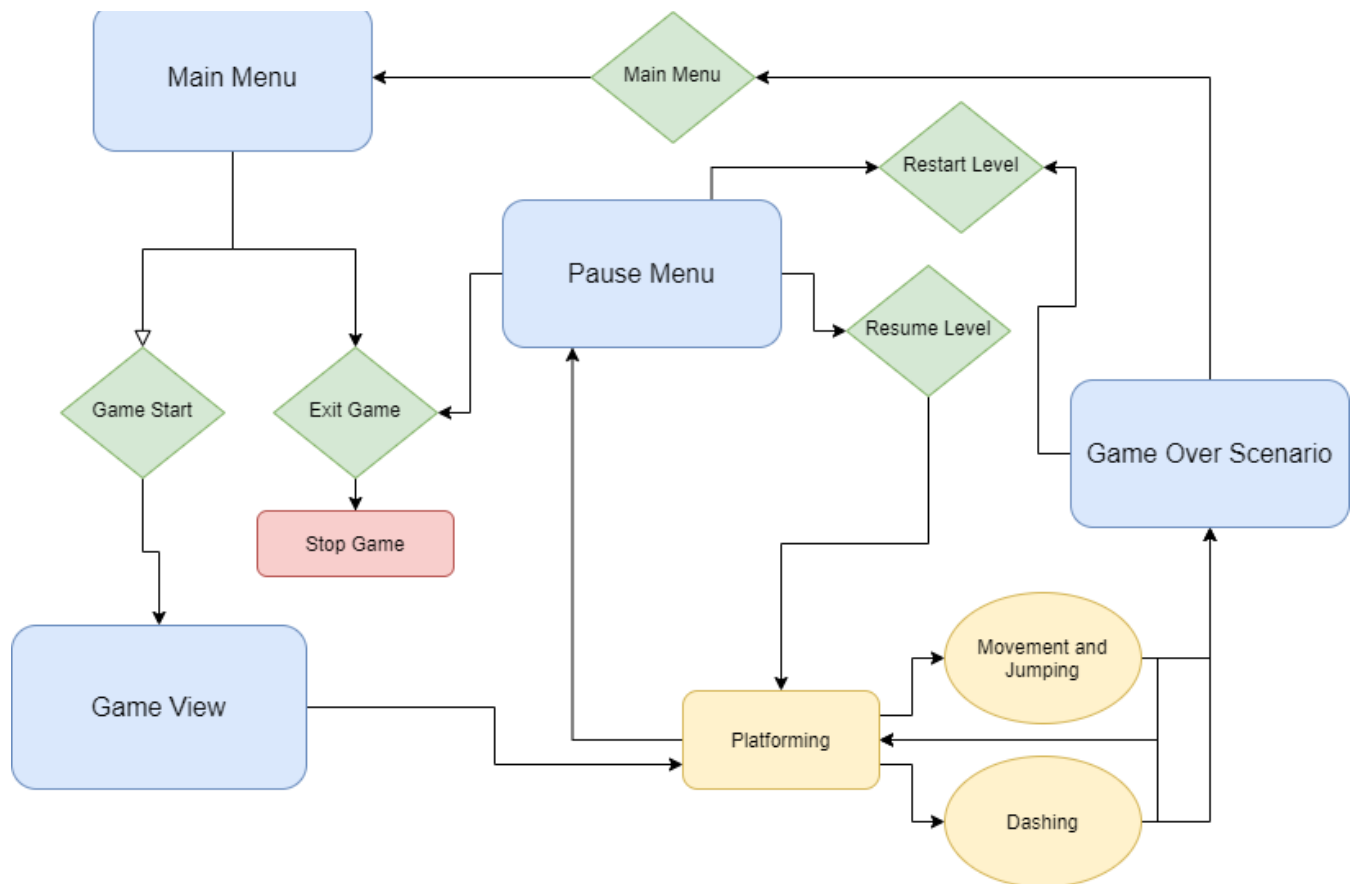 Main Menu
Main Menu
Restart Level
Pause Menu
Resume Level
Game Start
Exit Game
Game Over Scenario
Stop Game
Movement and
Jumping
Game View
Platforming
Dashing